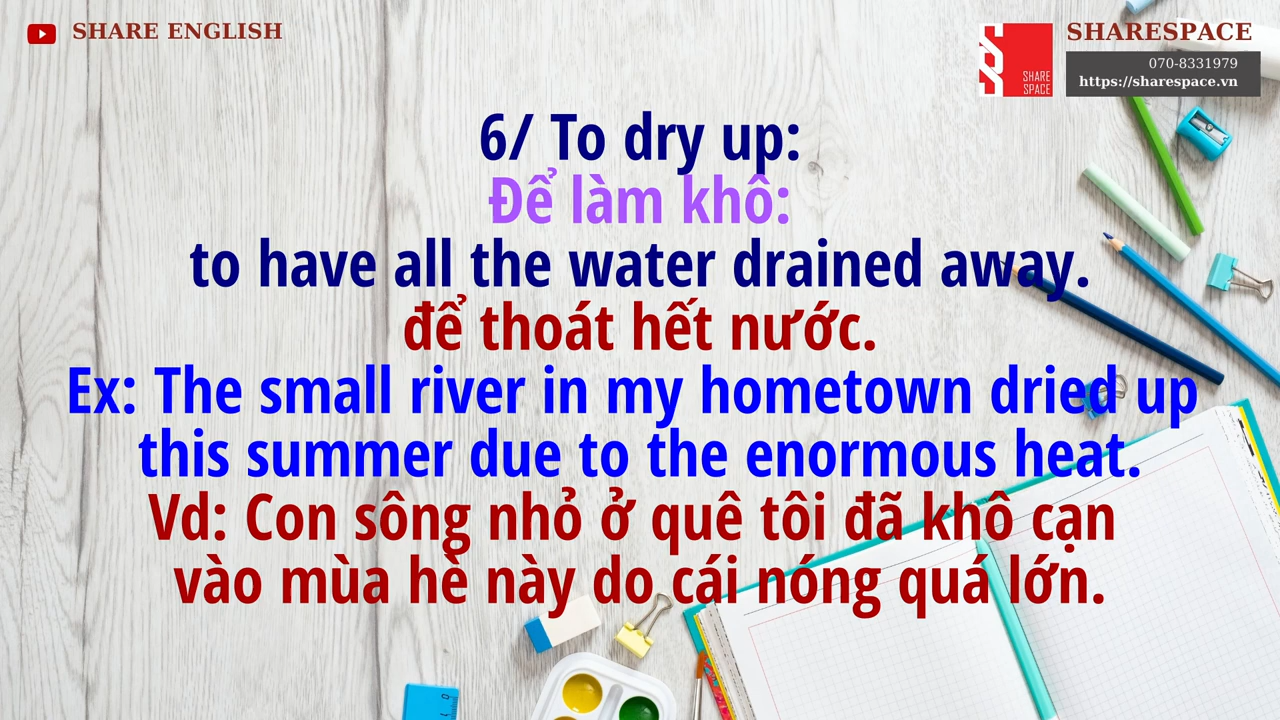 SHARE ENGLISH
SHARESPACE
SHARE
SPACE
070-8331979
https://sharespace.vn
6/ To dry up:
Để làm khô:
to have all the water drained away.
để thoát hết nước.
Ex: The small river in my hometown dried up
this summer due to the enormous heat.
Vd: Con sông nhỏ ở quê tôi đã khô cạn
vào mùa hè này do cái nóng quá lớn.